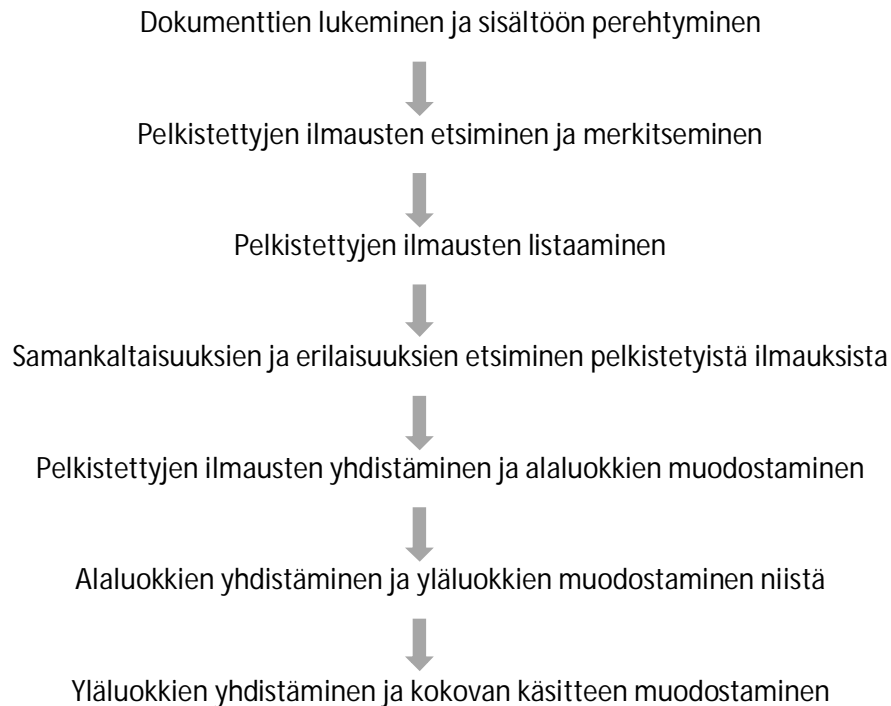 Dokumenttien lukeminen ja sisältöön perehtyminen
Pelkistettyjen ilmausten etsiminen ja merkitseminen
Pelkistettyjen ilmausten listaaminen
Samankaltaisuuksien ja erilaisuuksien etsiminen pelkistetyistä ilmauksista
Pelkistettyjen ilmausten yhdistäminen ja alaluokkien muodostaminen
Alaluokkien yhdistäminen ja yläluokkien muodostaminen niistä
Yläluokkien yhdistäminen ja kokovan käsitteen muodostaminen